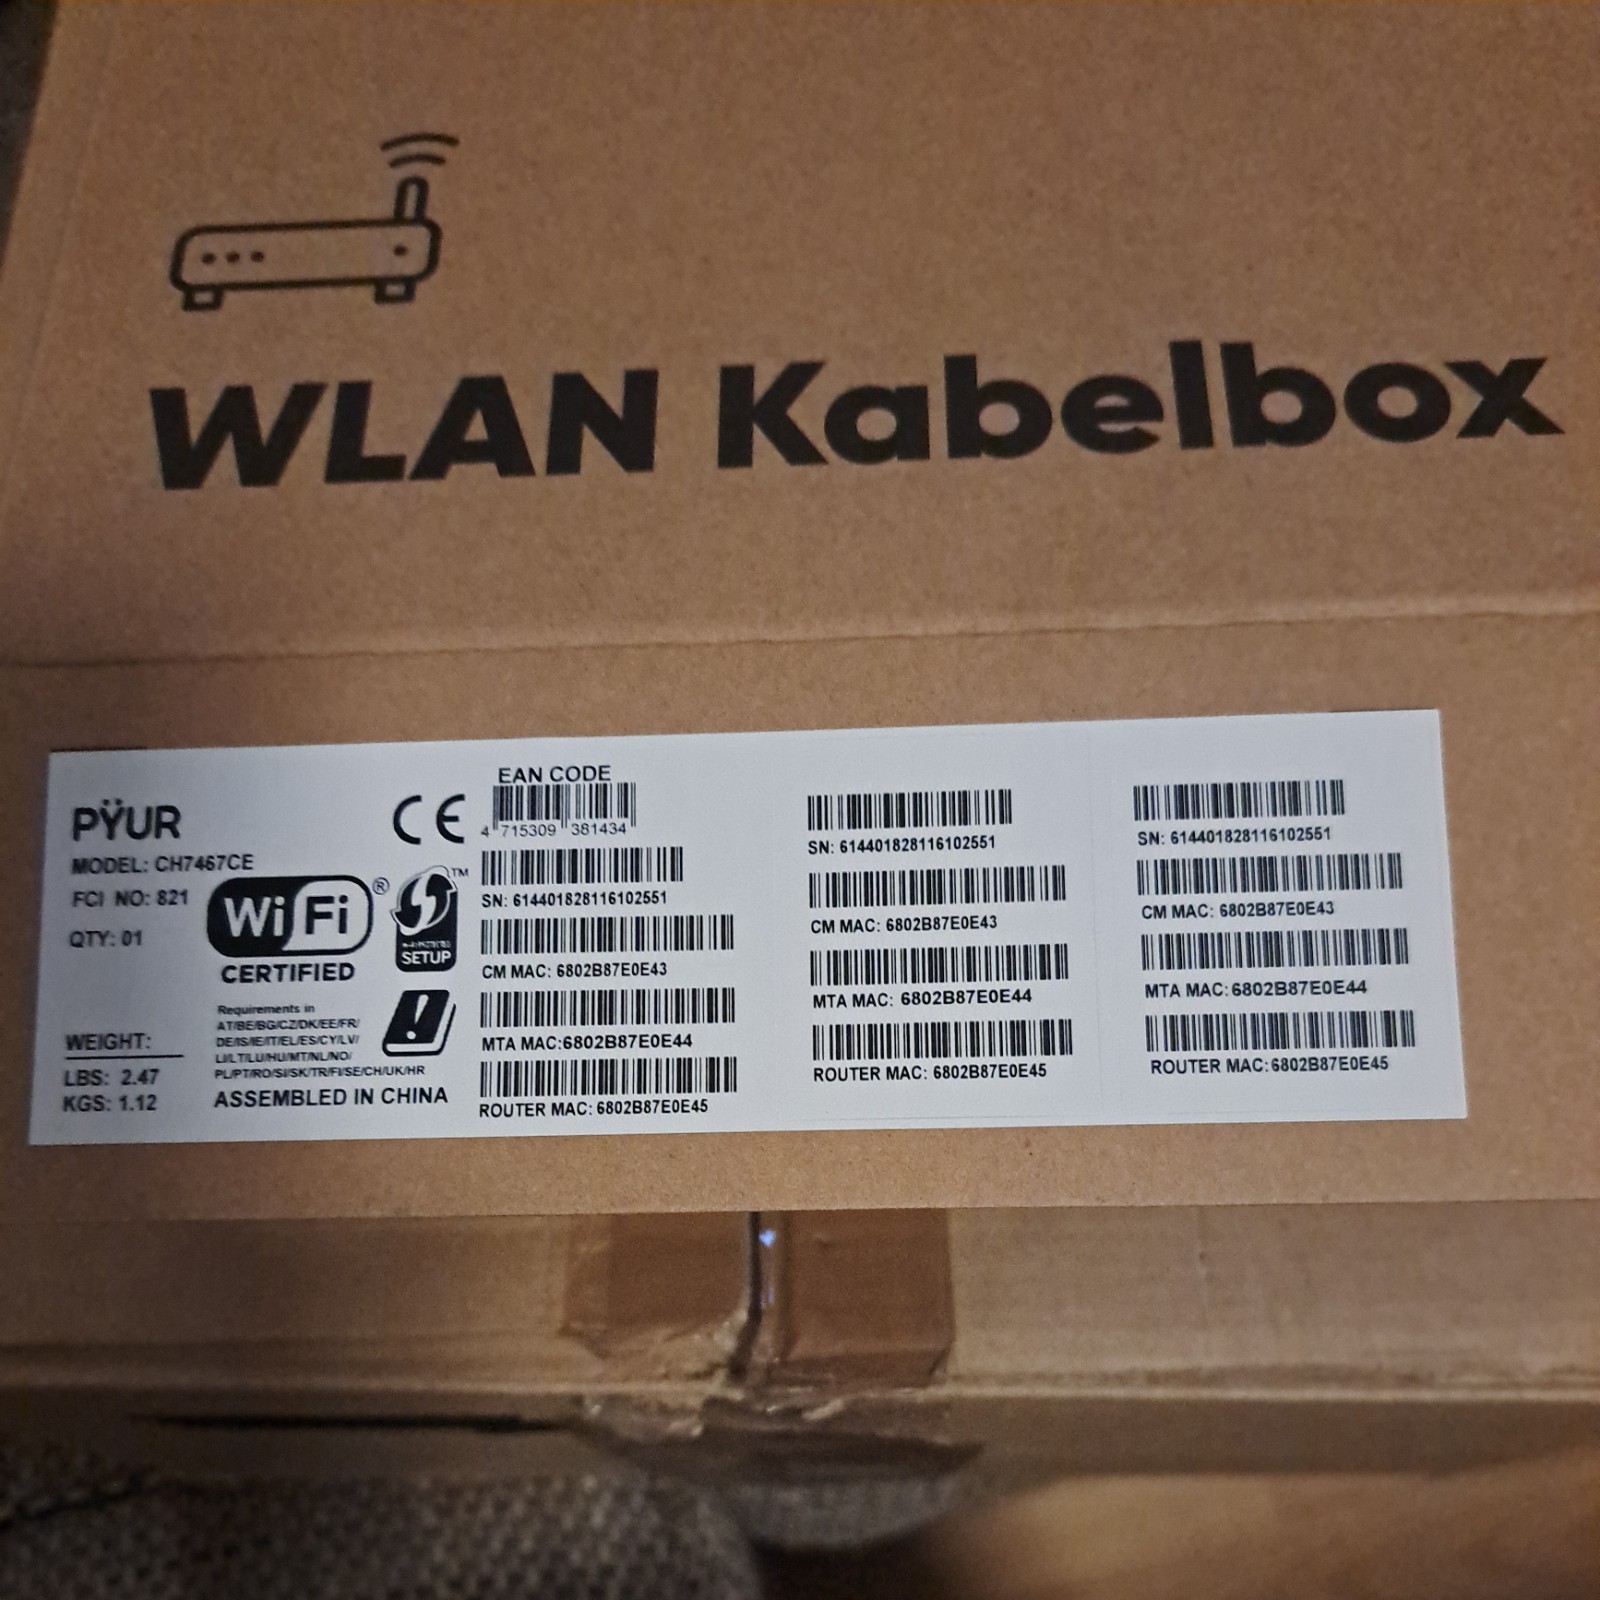 WLAN Kabelbox
PŸUR
MODEL: CH7467CE
FCI NO: 821
QTY: 01
WEIGHT:
LBS: 2.47
KGS: 1.12
CE
Wi Fi ®
CERTIFIED
TM
SETUP
Requirements in
AT/BE/BG/CZ/DK/EE/FR/
DE/IS/IE/IT/EL/ES/CY/LV/
LI/LT/LU/HU/MT/NL/NO/
PL/PT/RO/SI/SK/TR/FI/SE/CH/UK/HR
ASSEMBLED IN CHINA
EAN CODE
4 715309 381434
SN: 614401828116102551
CM MAC: 6802B87E0E43
MTA MAC:6802B87E0E44
ROUTER MAC: 6802B87E0E45
SN: 614401828116102551
CM MAC: 6802B87E0E43
MTA MAC: 6802B87E0E44
ROUTER MAC: 6802B87E0E45
SN: 614401828116102551
CM MAC: 6802B87E0E43
MTA MAC:6802B87E0E44
ROUTER MAC:6802B87E0E45